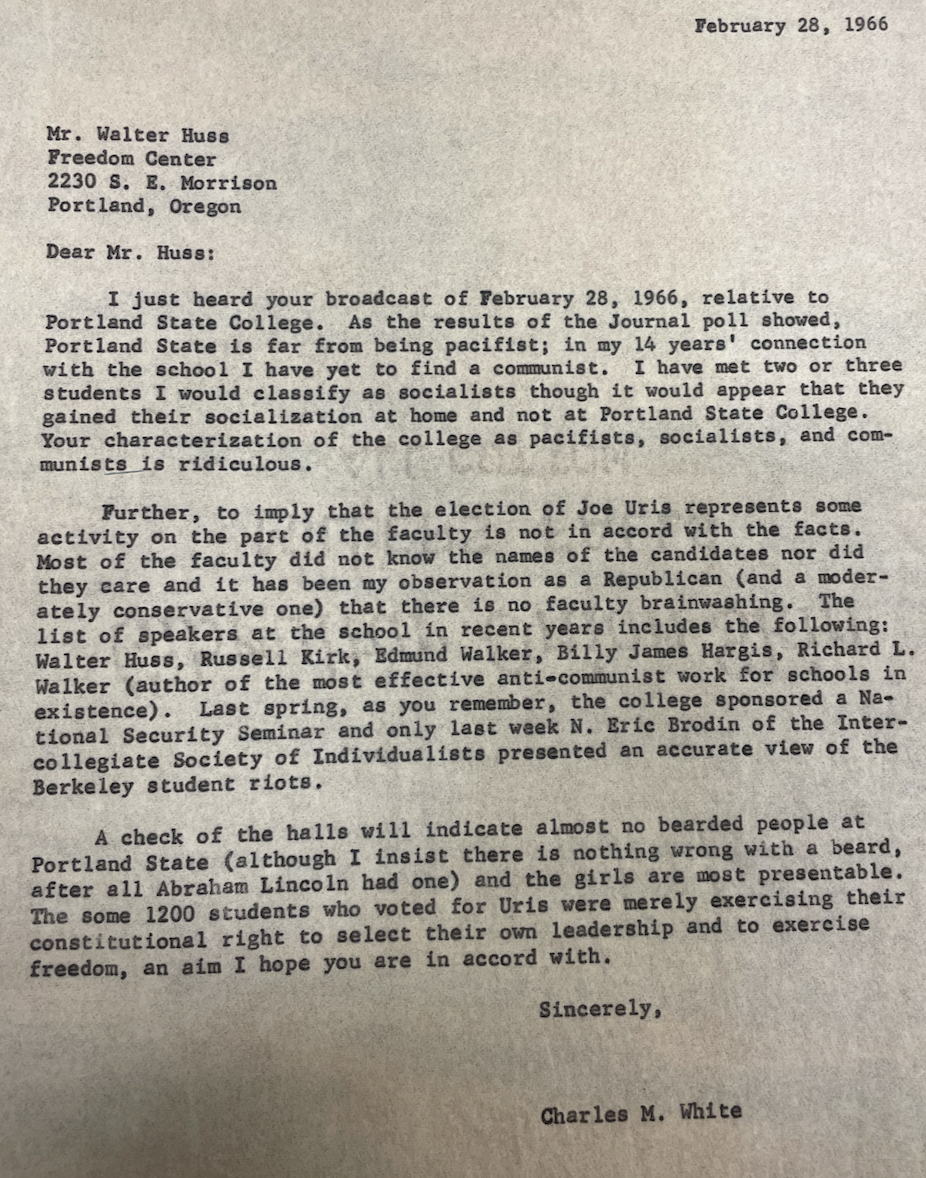 February 28, 1966
Mr. Walter Huss
Freedom Center
2230 S. E. Morrison
Portland, Oregon
Dear Mr. Huss:
I just heard your broadcast of February 28, 1966, relative to
Portland State College. As the results of the Journal poll showed,
Portland State is far from being pacifist; in my 14 years' connection
with the school I have yet to find a communist. I have met two or three
students I would classify as socialists though it would appear that they
gained their socialization at home and not at Portland State College.
Your characterization of the college as pacifists, socialists, and com-
munists is ridiculous.
Further, to imply that the election of Joe Uris represents some
activity on the part of the faculty is not in accord with the facts.
Most of the faculty did not know the names of the candidates nor did
they care and it has been my observation as a Republican (and a moder-
ately conservative one) that there is no faculty brainwashing. The
list of speakers at the school in recent years includes the following:
Walter Huss, Russell Kirk, Edmund Walker, Billy James Hargis, Richard L.
Walker (author of the most effective anti-communist work for schools in
existence). Last spring, as you remember, the college sponsored a Na-
tional Security Seminar and only last week N. Eric Brodin of the Inter-
collegiate Society of Individualists presented an accurate view of the
Berkeley student riots.
A check of the halls will indicate almost no bearded people at
Portland State (although I insist there is nothing wrong with a beard,
after all Abraham Lincoln had one) and the girls are most presentable.
The some 1200 students who voted for Uris were merely exercising their
constitutional right to select their own leadership and to exercise
freedom, an aim I hope you are in accord with.
Sincerely,
Charles M. White